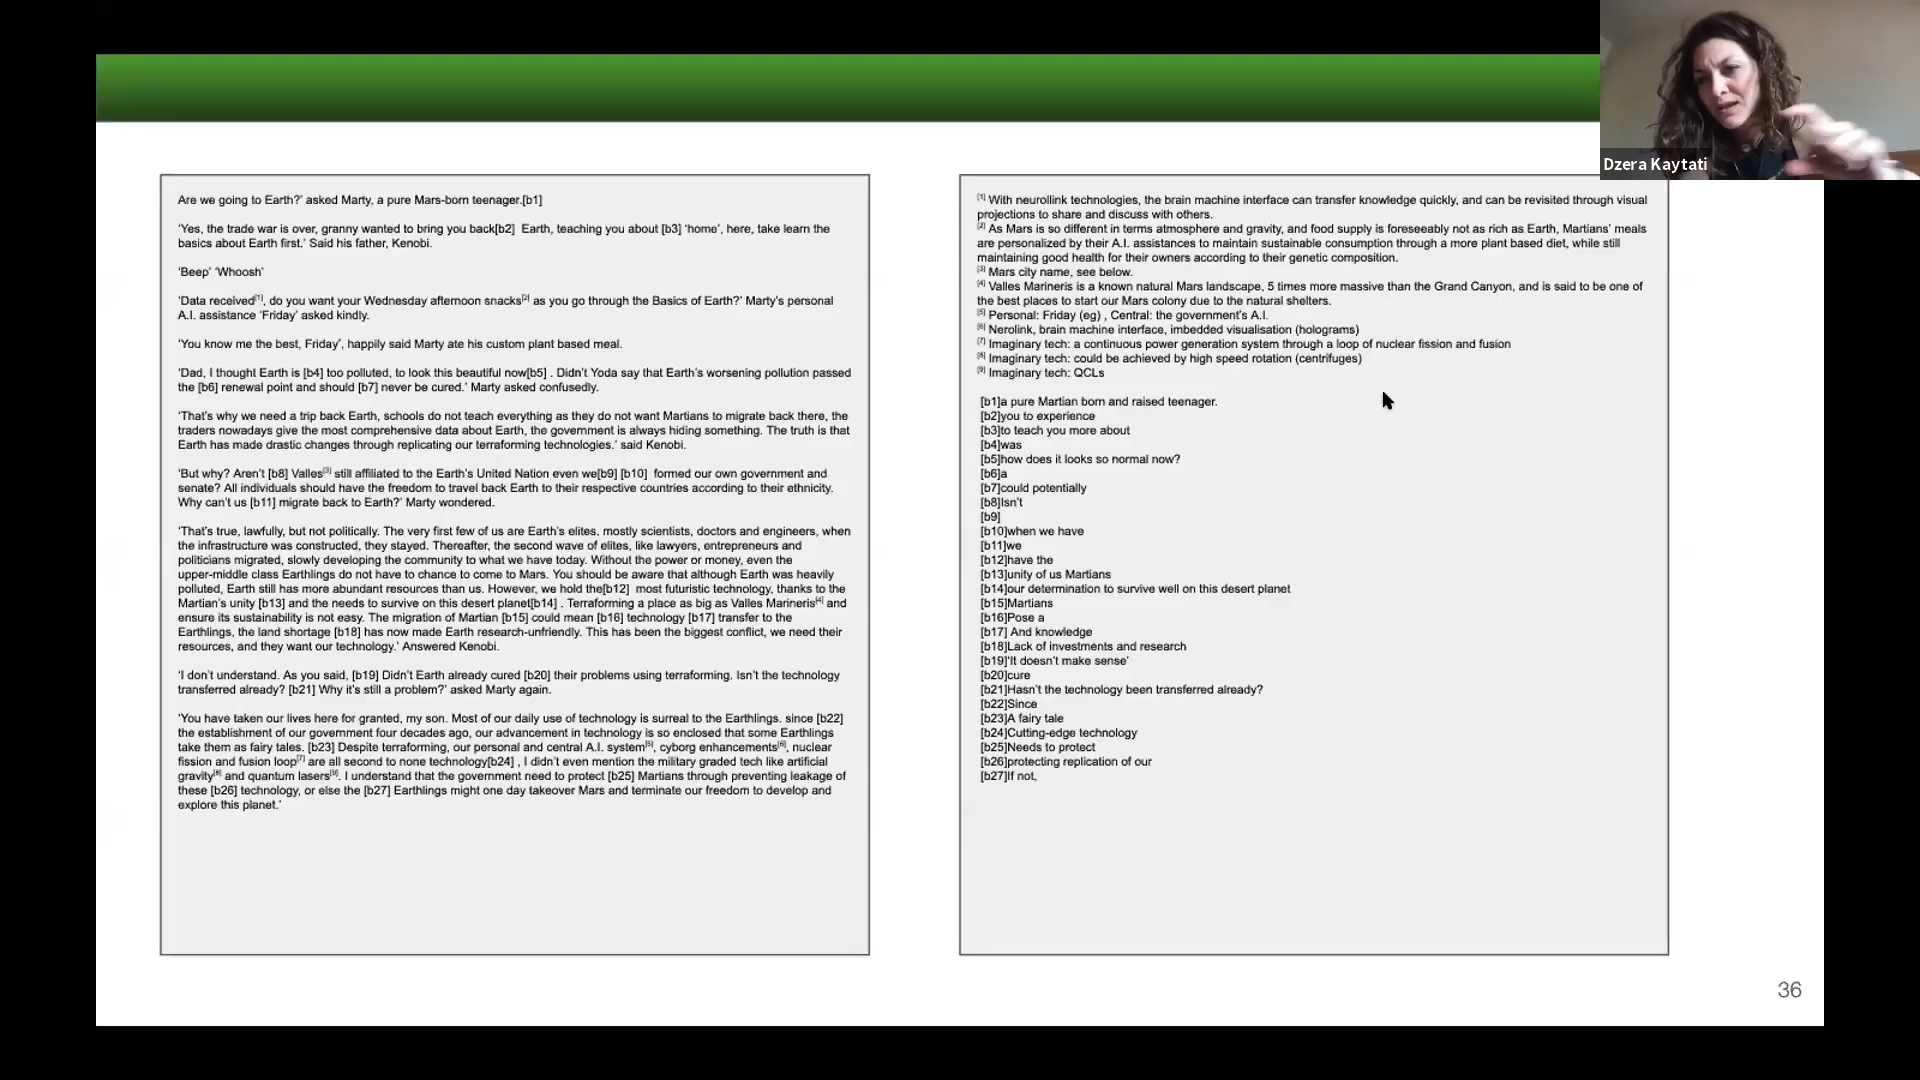 Dzera Kaytati
Are we going to Earth?' asked Marty, a pure Mars-born teenager.[b1]
'Yes, the trade war is over, granny wanted to bring you back[b2] Earth, teaching you about [b3] 'home', here, take learn the
basics about Earth first.' Said his father, Kenobi.
'Beep' 'Whoosh'
'Data received[1], do you want your Wednesday afternoon snacks[2] as you go through the Basics of Earth?' Marty's personal
A.I. assistance 'Friday' asked kindly.
'You know me the best, Friday', happily said Marty ate his custom plant based meal.
'Dad, I thought Earth is [b4] too polluted, to look this beautiful now[b5] . Didn't Yoda say that Earth's worsening pollution passed
the [b6] renewal point and should [b7] never be cured.' Marty asked confusedly.
'That's why we need a trip back Earth, schools do not teach everything as they do not want Martians to migrate back there, the
traders nowadays give the most comprehensive data about Earth, the government is always hiding something. The truth is that
Earth has made drastic changes through replicating our terraforming technologies.' said Kenobi.
'But why? Aren't [b8] Valles[3] still affiliated to the Earth's United Nation even we[b9] [b10] formed our own government and
senate? All individuals should have the freedom to travel back Earth to their respective countries according to their ethnicity.
Why can't us [b11] migrate back to Earth?' Marty wondered.
'That's true, lawfully, but not politically. The very first few of us are Earth's elites, mostly scientists, doctors and engineers, when
the infrastructure was constructed, they stayed. Thereafter, the second wave of elites, like lawyers, entrepreneurs and
politicians migrated, slowly developing the community to what we have today. Without the power or money, even the
upper-middle class Earthlings do not have to chance to come to Mars. You should be aware that although Earth was heavily
polluted, Earth still has more abundant resources than us. However, we hold the[b12] most futuristic technology, thanks to the
Martian's unity [b13] and the needs to survive on this desert planet[b14] . Terraforming a place as big as Valles Marineris[4] and
ensure its sustainability is not easy. The migration of Martian [b15] could mean [b16] technology [b17] transfer to the
Earthlings, the land shortage [b18] has now made Earth research-unfriendly. This has been the biggest conflict, we need their
resources, and they want our technology.' Answered Kenobi.
'I don't understand. As you said, [b19] Didn't Earth already cured [b20] their problems using terraforming. Isn't the technology
transferred already? [b21] Why it's still a problem?' asked Marty again.
'You have taken our lives here for granted, my son. Most of our daily use of technology is surreal to the Earthlings. since [b22]
the establishment of our government four decades ago, our advancement in technology is so enclosed that some Earthlings
take them as fairy tales. [b23] Despite terraforming, our personal and central A.I. system[5], cyborg enhancements[6], nuclear
fission and fusion loop[7] are all second to none technology[b24] , I didn't even mention the military graded tech like artificial
gravity[8] and quantum lasers[9]. I understand that the government need to protect [b25] Martians through preventing leakage of
these [b26] technology, or else the [b27] Earthlings might one day takeover Mars and terminate our freedom to develop and
explore this planet.'
[1] With neurollink technologies, the brain machine interface can transfer knowledge quickly, and can be revisited through visual
projections to share and discuss with others.
[2] As Mars is so different in terms atmosphere and gravity, and food supply is foreseeably not as rich as Earth, Martians' meals
are personalized by their A.I. assistances to maintain sustainable consumption through a more plant based diet, while still
maintaining good health for their owners according to their genetic composition.
[3] Mars city name, see below.
[4] Valles Marineris is a known natural Mars landscape, 5 times more massive than the Grand Canyon, and is said to be one of
the best places to start our Mars colony due to the natural shelters.
[5] Personal: Friday (eg) , Central: the government's A.I.
[6] Nerolink, brain machine interface, imbedded visualisation (holograms)
[7] Imaginary tech: a continuous power generation system through a loop of nuclear fission and fusion
[8] Imaginary tech: could be achieved by high speed rotation (centrifuges)
[9] Imaginary tech: QCLs
[b1]a pure Martian born and raised teenager.
[b2]you to experience
[b3]to teach you more about
[b4]was
[b5]how does it looks so normal now?
[b6]a
[b7]could potentially
[b8]Isn't
[b9]
[b10]when we have
[b11]we
[b12]have the
[b13]unity of us Martians
[b14]our determination to survive well on this desert planet
[b15]Martians
[b16]Pose a
[b17] And knowledge
[b18]Lack of investments and research
[b19]'It doesn't make sense'
[b20]cure
[b21]Hasn't the technology been transferred already?
[b22]Since
[b23]A fairy tale
[b24]Cutting-edge technology
[b25]Needs to protect
[b26]protecting replication of our
[b27]If not,
36